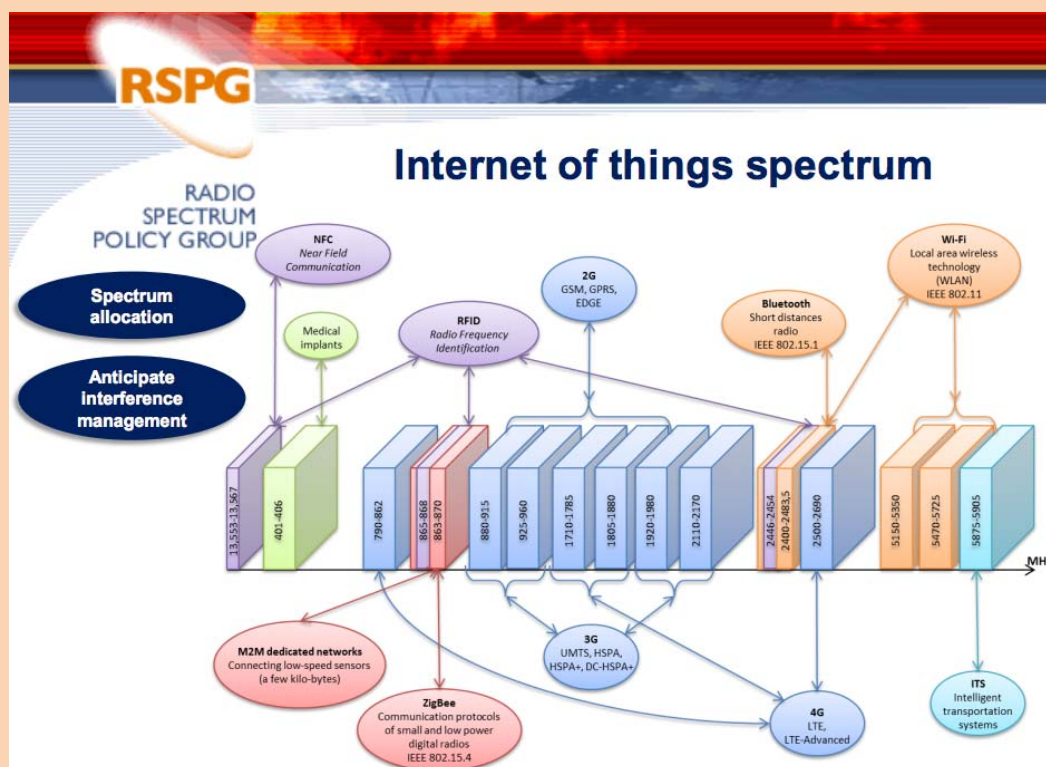 RSPG
RADIO
SPECTRUM
POLICY GROUP
Internet of things spectrum
Spectrum
allocation
Anticipate
interference
management
NFC
Near Field
Communication
Medical
implants
RFID
Radio Frequency
Identification
2G
GSM, GPRS,
EDGE
Bluetooth
Short distances
radio
IEEE 802.15.1
Wi-Fi
Local area wireless
technology
(WLAN)
IEEE 802.11
13,553-13,567
401-406
790-862
865-868
863-870
880-915
925-960
1710-1785
1805-1880
1920-1980
2110-2170
2446-2454
2400-2483,5
2500-2690
5150-5350
5470-5725
5875-5905
MH
M2M dedicated networks
Connecting low-speed sensors
(a few kilo-bytes)
ZigBee
Communication protocols
of small and low power
digital radios
IEEE 802.15.4
3G
UMTS, HSPA,
HSPA+, DC-HSPA+
4G
LTE,
LTE-Advanced
ITS
Intelligent
transportation
systems